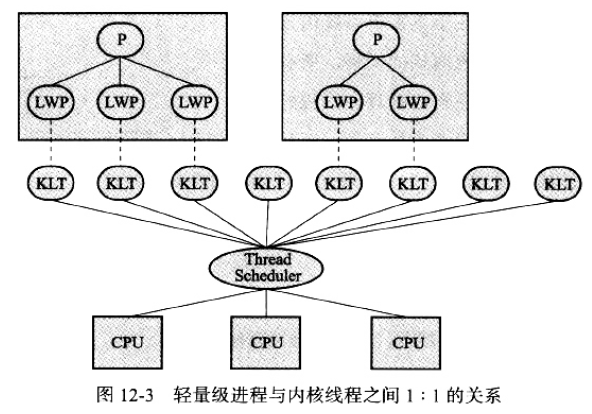 P P
LWP LWP LWP LWP LWP
KLT KLT KLT KLT KLT KLT KLT KLT
Thread
Scheduler
CPU CPU CPU
图 12-3 轻量级进程与内核线程之间 1：1 的关系